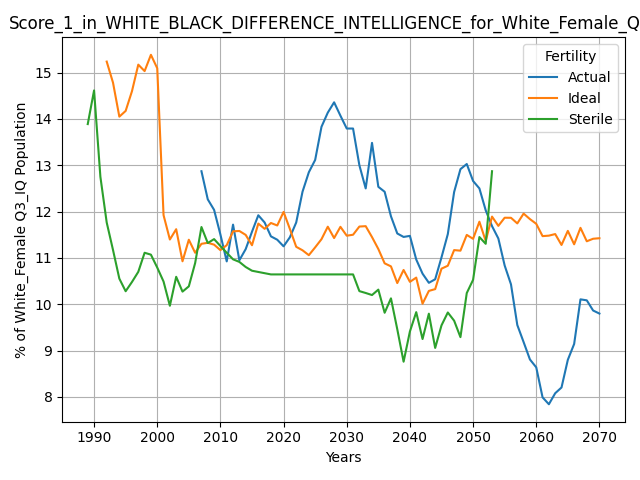 Score_1_in_WHITE_BLACK_DIFFERENCE_INTELLIGENCE_for_White_Female_Q
Fertility
Actual
Ideal
Sterile
% of White_Female Q3_IQ Population
15
14
13
12
11
10
9
8
1990 2000 2010 2020 2030 2040 2050 2060 2070
Years